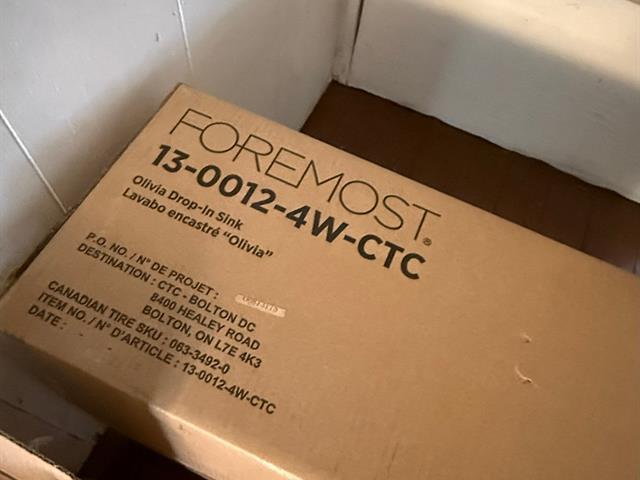 FOREMOST®
13-0012-4W-CTC
Olivia Drop-In Sink
Lavabo encastré "Olivia"
P.O. NO. / N° DE PROJET :
DESTINATION : CTC - BOLTON DC
8400 HEALEY ROAD
BOLTON, ON L7E 4K3
CANADIAN TIRE SKU : 063-3492-0
ITEM NO. / N° D'ARTICLE : 13-0012-4W-CTC
DATE :